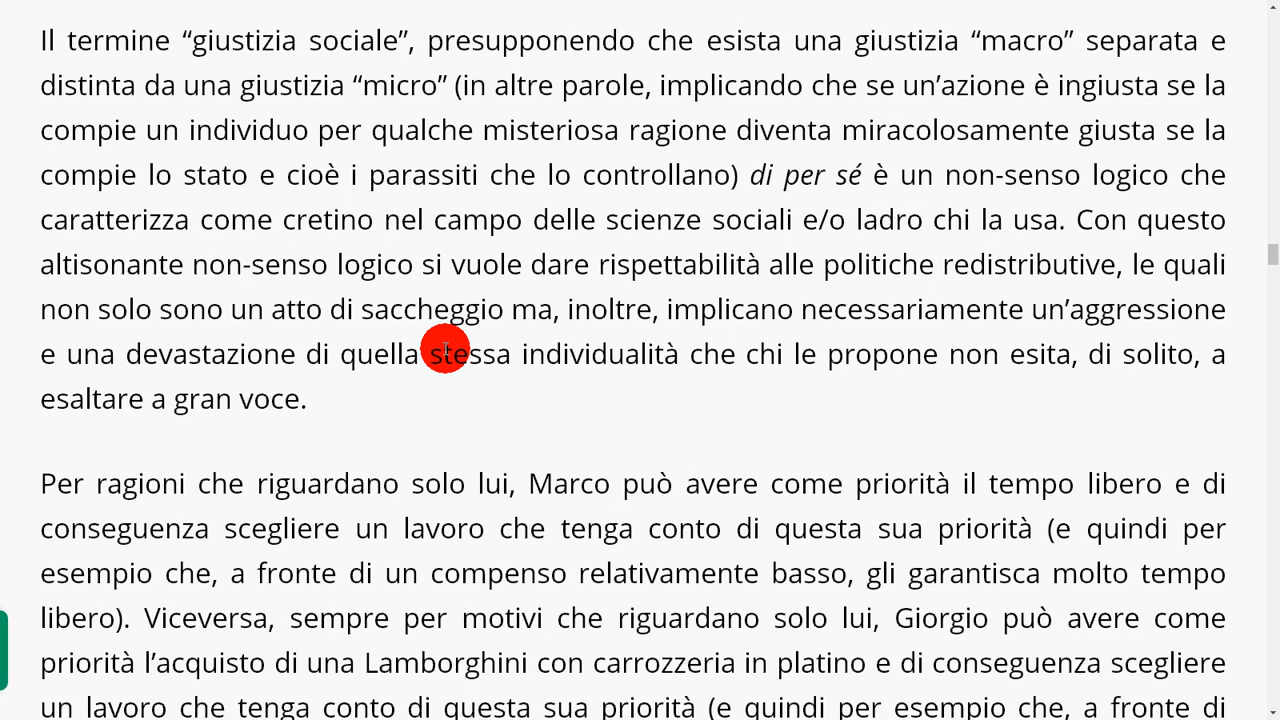 Il termine “giustizia sociale”, presupponendo che esista una giustizia “macro” separata e
distinta da una giustizia “micro” (in altre parole, implicando che se un’azione è ingiusta se la
compie un individuo per qualche misteriosa ragione diventa miracolosamente giusta se la
compie lo stato e cioè i parassiti che lo controllano) di per sé è un non-senso logico che
caratterizza come cretino nel campo delle scienze sociali e/o ladro chi la usa. Con questo
altisonante non-senso logico si vuole dare rispettabilità alle politiche redistributive, le quali
non solo sono un atto di saccheggio ma, inoltre, implicano necessariamente un’aggressione
e una devastazione di quella stessa individualità che chi le propone non esita, di solito, a
esaltare a gran voce.
Per ragioni che riguardano solo lui, Marco può avere come priorità il tempo libero e di
conseguenza scegliere un lavoro che tenga conto di questa sua priorità (e quindi per
esempio che, a fronte di un compenso relativamente basso, gli garantisca molto tempo
libero). Viceversa, sempre per motivi che riguardano solo lui, Giorgio può avere come
priorità l’acquisto di una Lamborghini con carrozzeria in platino e di conseguenza scegliere
un lavoro che tenga conto di questa sua priorità (e quindi per esempio che, a fronte di